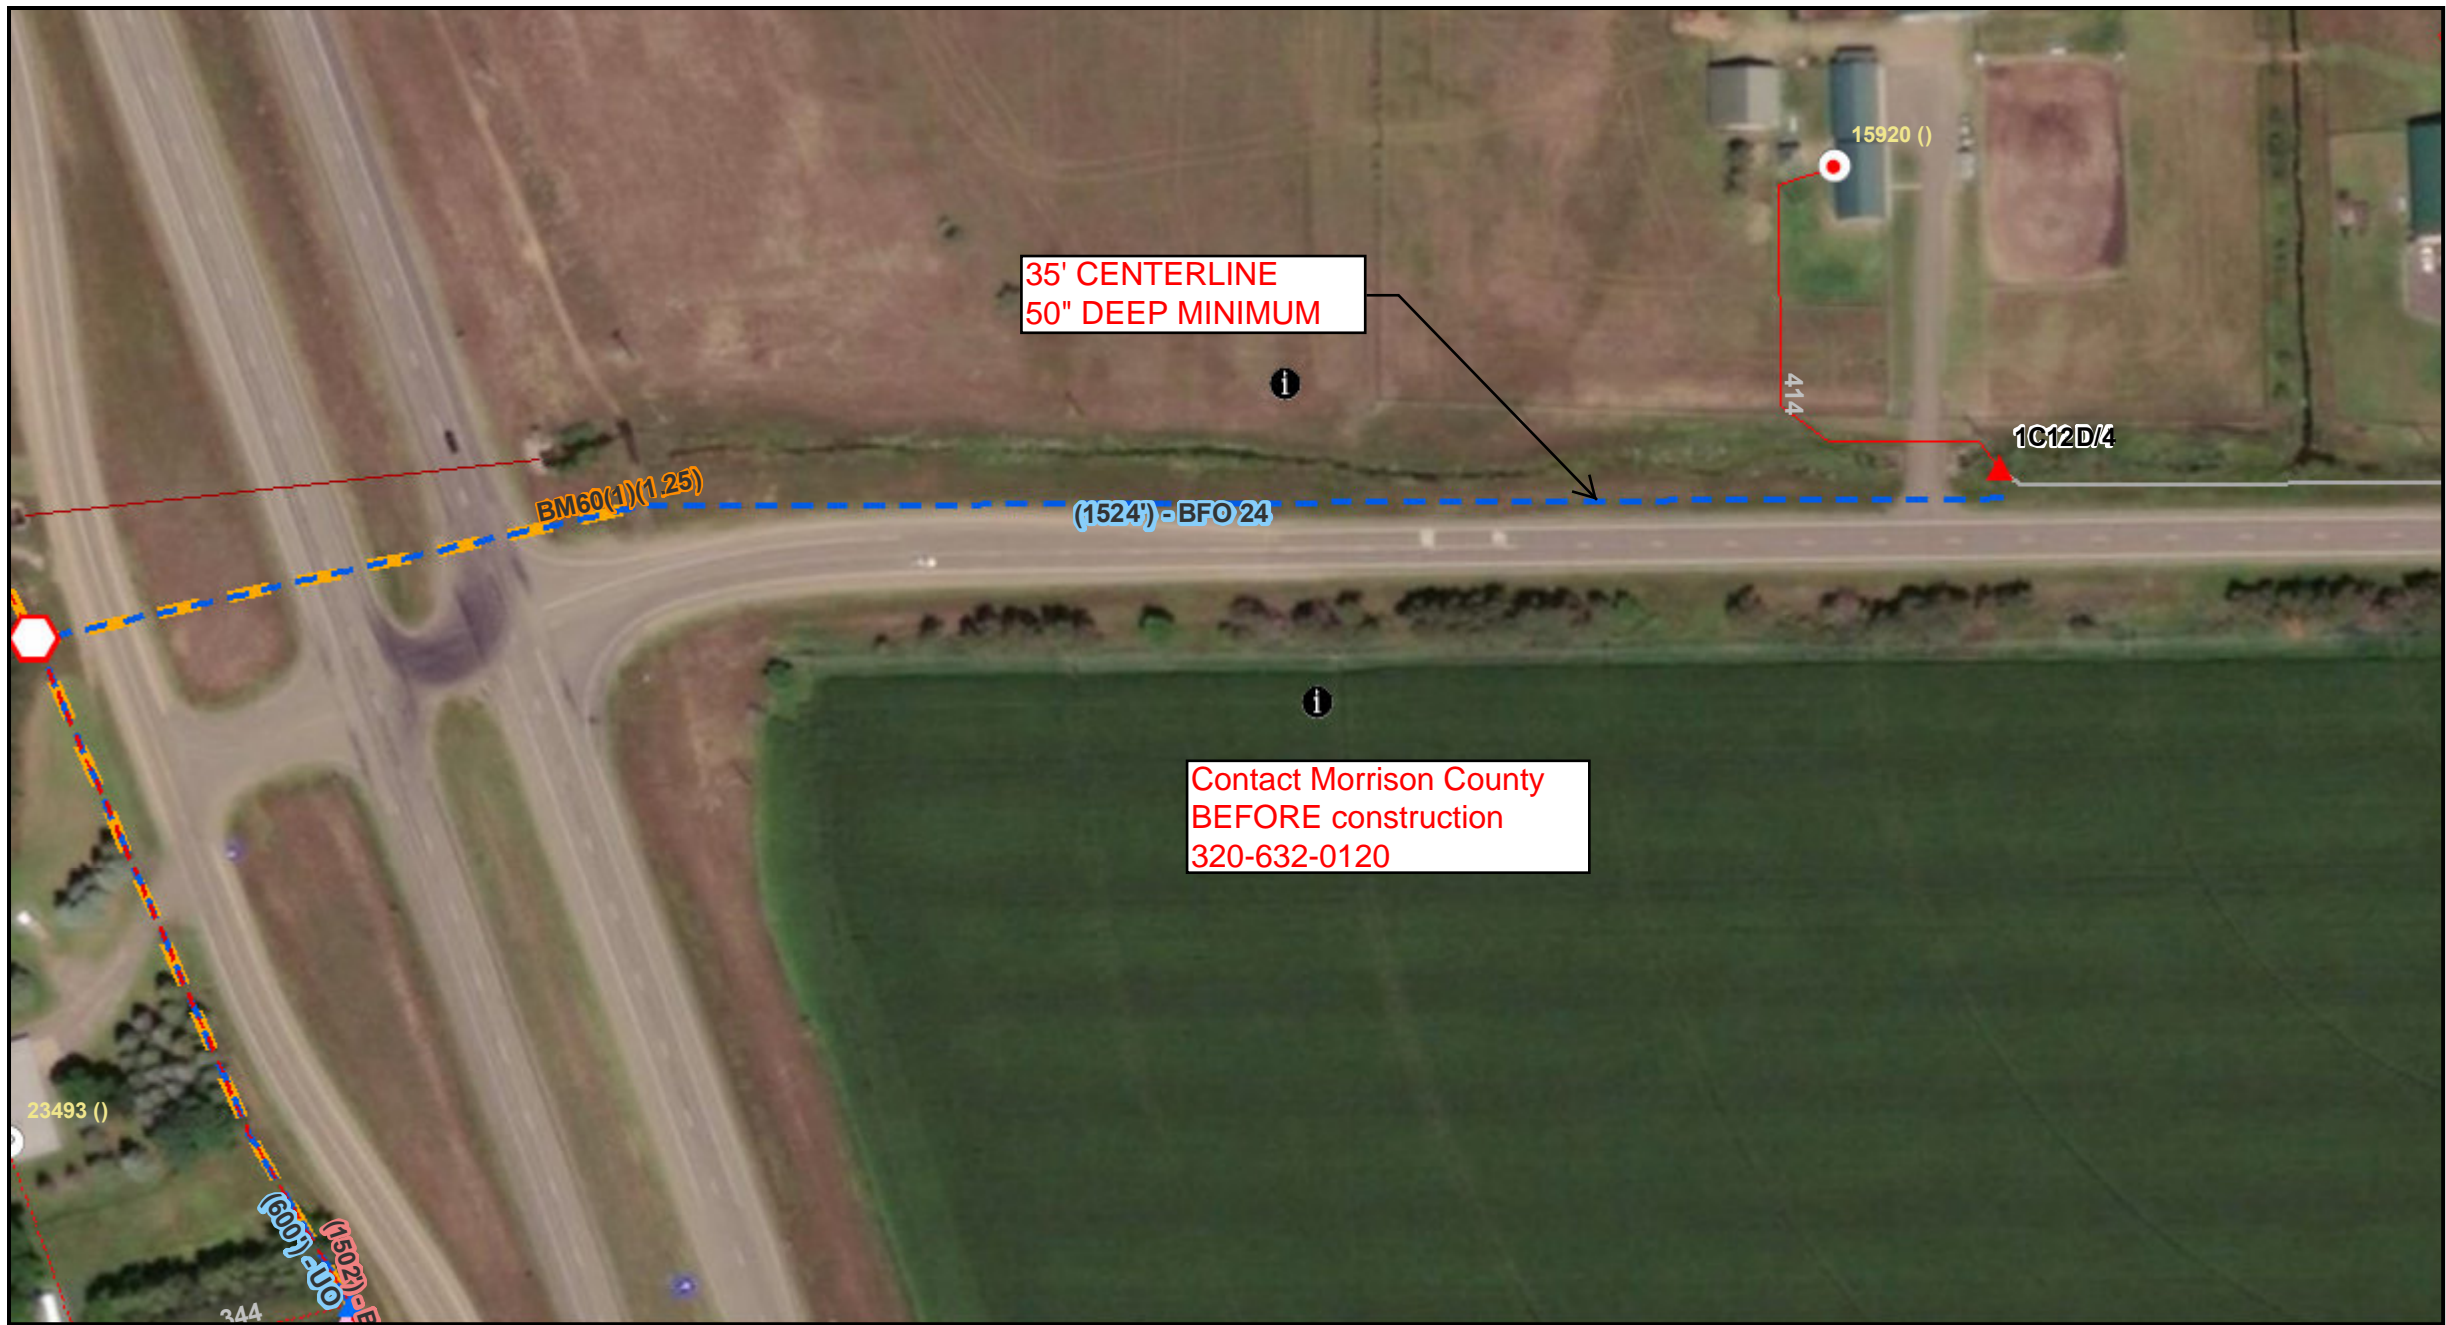 15920 ()
35' CENTERLINE
50" DEEP MINIMUM
414
1C12D/4
BM60(1)(1.25)
(1524') - BFO 24
Contact Morrison County
BEFORE construction
320-632-0120
23493 ()
(600') - UO
(1502') - B
344